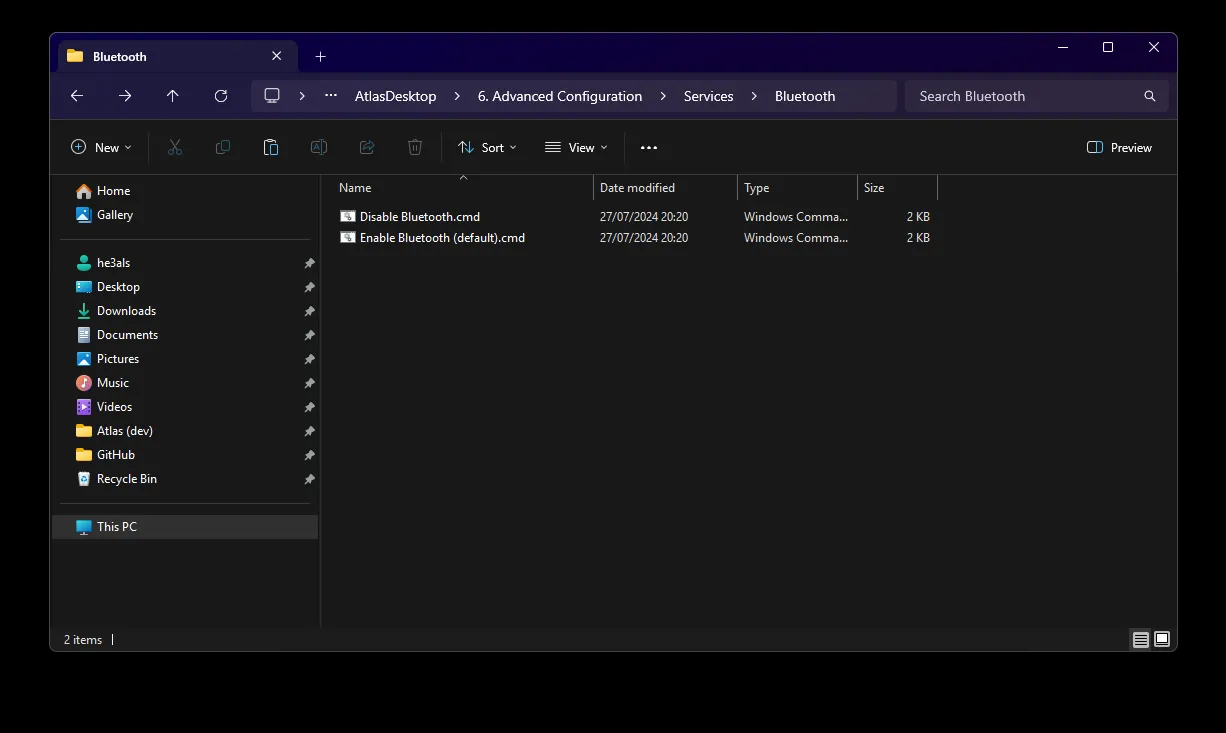 Bluetooth
AtlasDesktop 6. Advanced Configuration Services Bluetooth
Search Bluetooth
New Sort View Preview
Name Date modified Type Size
Disable Bluetooth.cmd 27/07/2024 20:20 Windows Comma... 2 KB
Enable Bluetooth (default).cmd 27/07/2024 20:20 Windows Comma... 2 KB
Home
Gallery
he3als
Desktop
Downloads
Documents
Pictures
Music
Videos
Atlas (dev)
GitHub
Recycle Bin
This PC
2 items